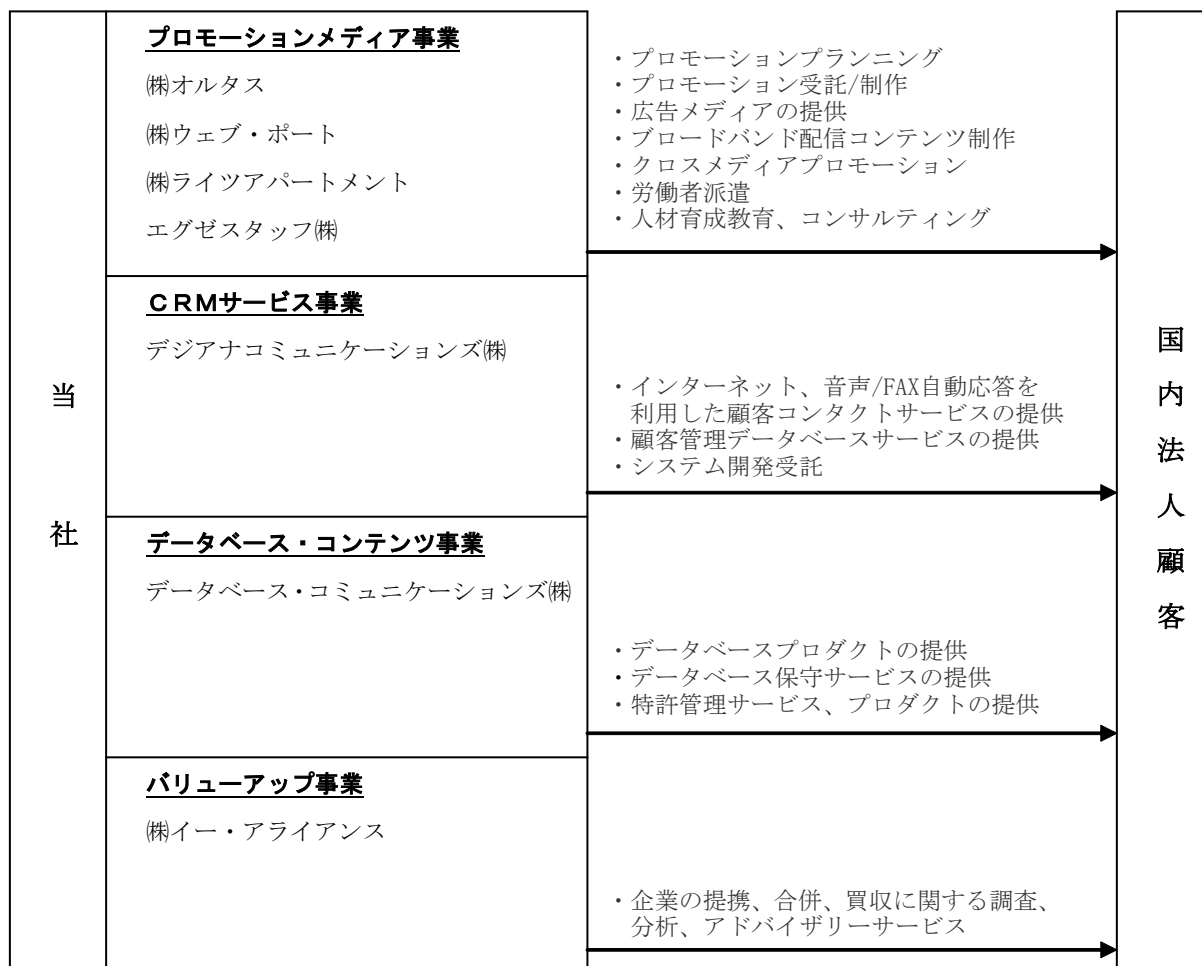 当社
プロモーションメディア事業
㈱オルタス
㈱ウェブ・ポート
㈱ライツアパートメント
エグゼスタッフ㈱
・プロモーションプランニング
・プロモーション受託/制作
・広告メディアの提供
・ブロードバンド配信コンテンツ制作
・クロスメディアプロモーション
・労働者派遣
・人材育成教育、コンサルティング
ＣＲＭサービス事業
デジアナコミュニケーションズ㈱
・インターネット、音声/FAX自動応答を
利用した顧客コンタクトサービスの提供
・顧客管理データベースサービスの提供
・システム開発受託
データベース・コンテンツ事業
データベース・コミュニケーションズ㈱
・データベースプロダクトの提供
・データベース保守サービスの提供
・特許管理サービス、プロダクトの提供
バリューアップ事業
㈱イー・アライアンス
・企業の提携、合併、買収に関する調査、
分析、アドバイザリーサービス
国内法人顧客